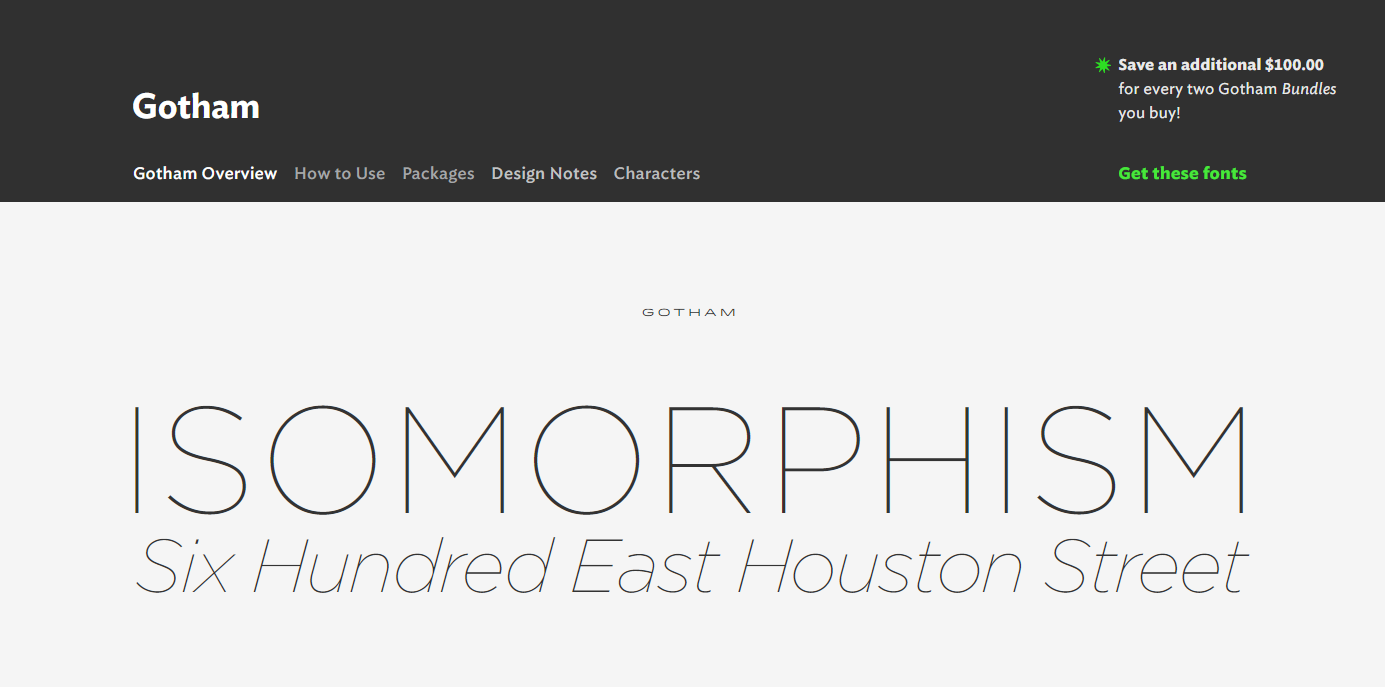 Save an additional $100.00
for every two Gotham Bundles
you buy!
Gotham
Gotham Overview How to Use Packages Design Notes Characters
Get these fonts
GOTHAM
ISOMORPHISM
Six Hundred East Houston Street